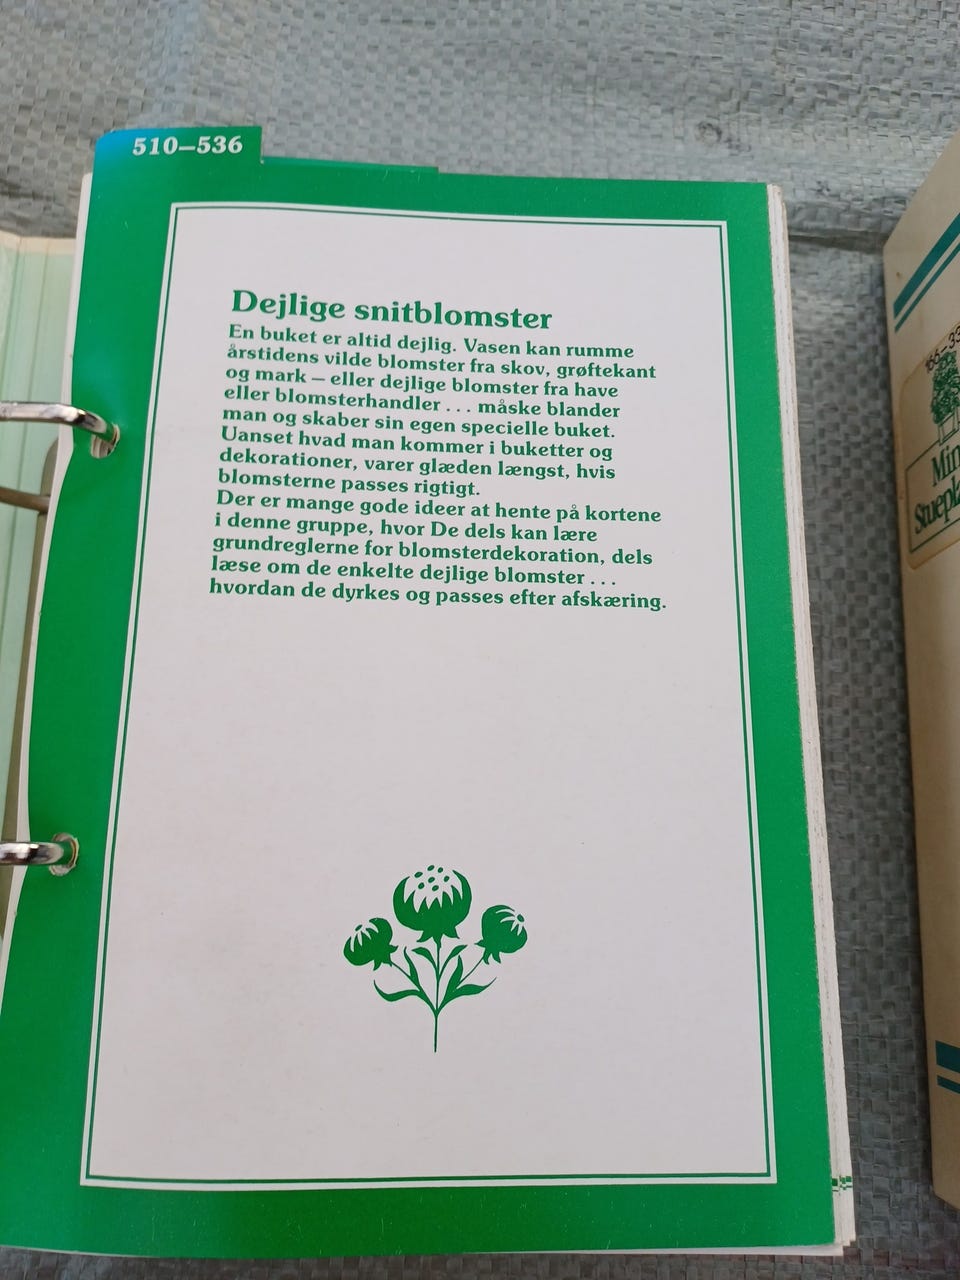 510–536
Dejlige snitblomster
En buket er altid dejlig. Vasen kan rumme
årstidens vilde blomster fra skov, grøftekant
og mark – eller dejlige blomster fra have
eller blomsterhandler . . . måske blander
man og skaber sin egen specielle buket.
Uanset hvad man kommer i buketter og
dekorationer, varer glæden længst, hvis
blomsterne passes rigtigt.
Der er mange gode ideer at hente på kortene
i denne gruppe, hvor De dels kan lære
grundreglerne for blomsterdekoration, dels
læse om de enkelte dejlige blomster . . .
hvordan de dyrkes og passes efter afskæring.